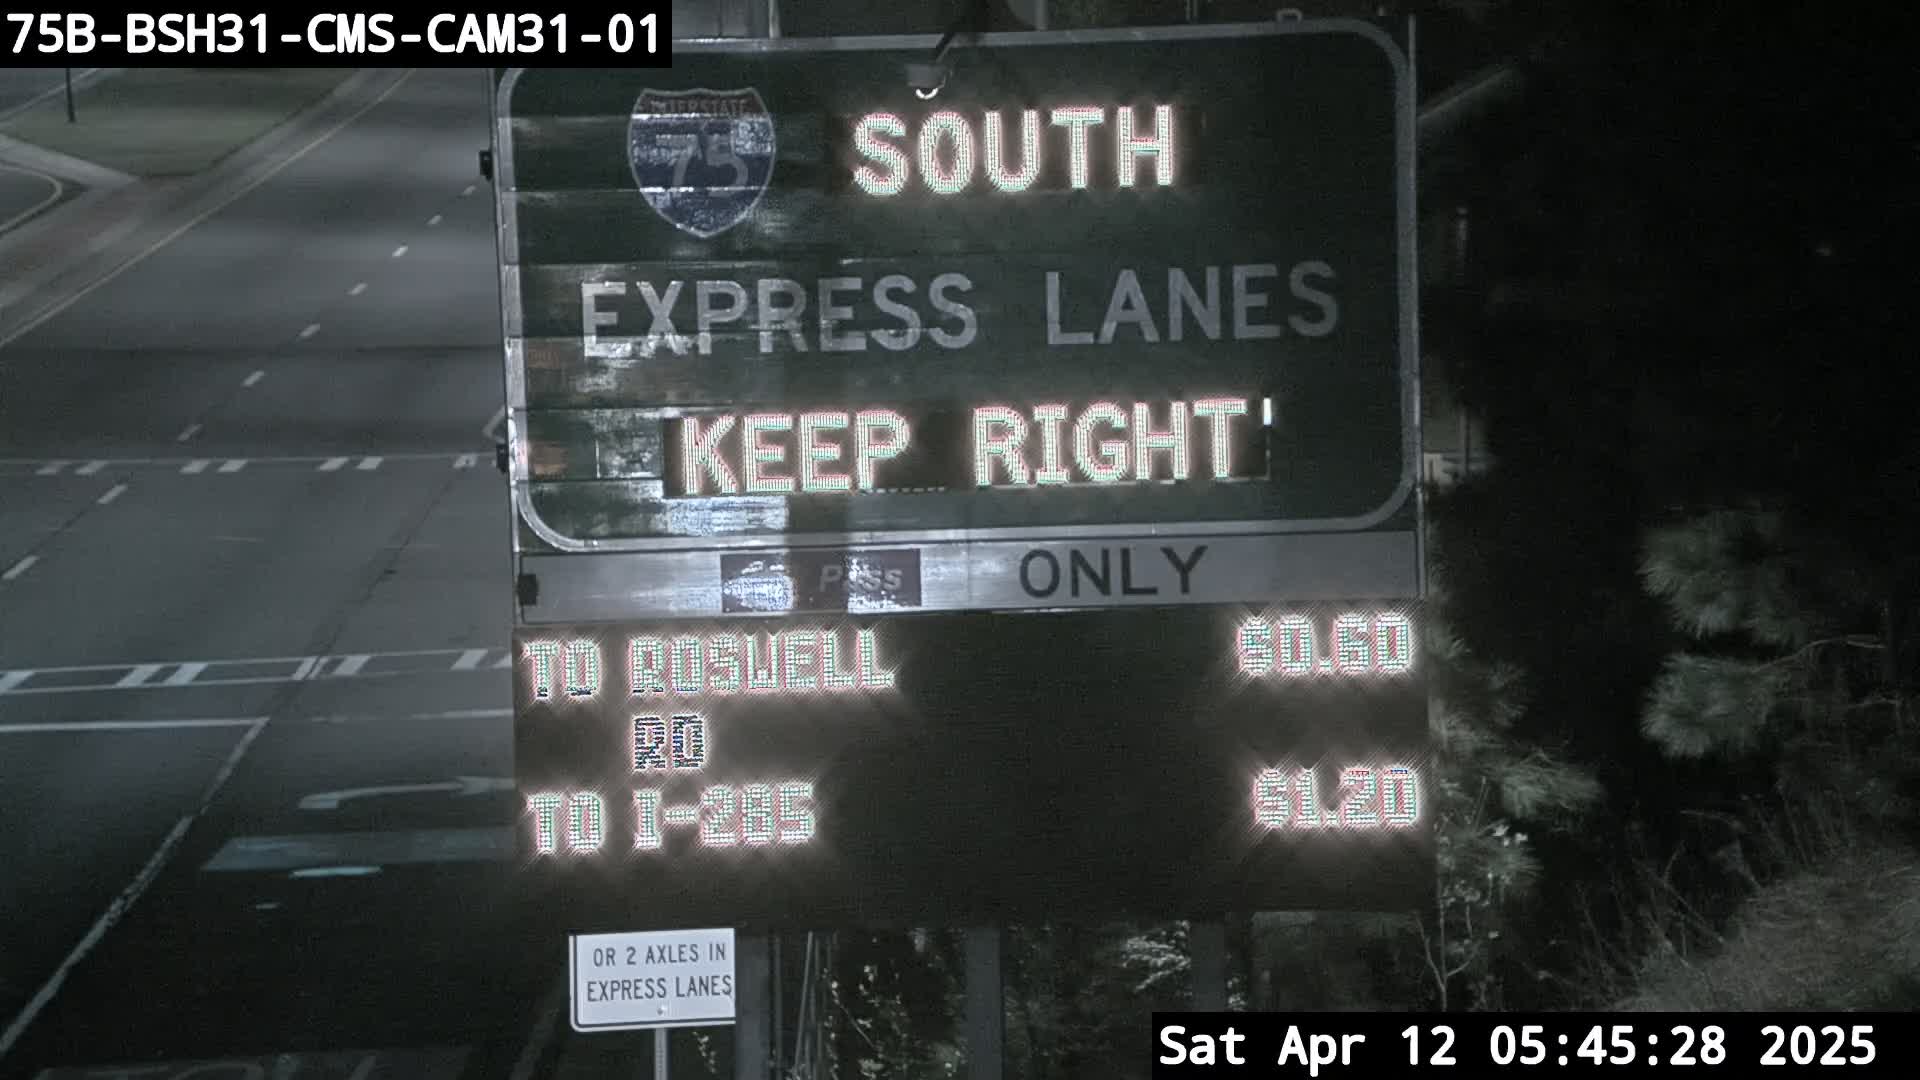 75B-BSH31-CMS-CAM31-01
INTERSTATE
75
SOUTH
EXPRESS LANES
KEEP RIGHT
Pass ONLY
TO ROSWELL $0.60
RD
TO I-285 $1.20
OR 2 AXLES IN
EXPRESS LANES
Sat Apr 12 05:45:28 2025